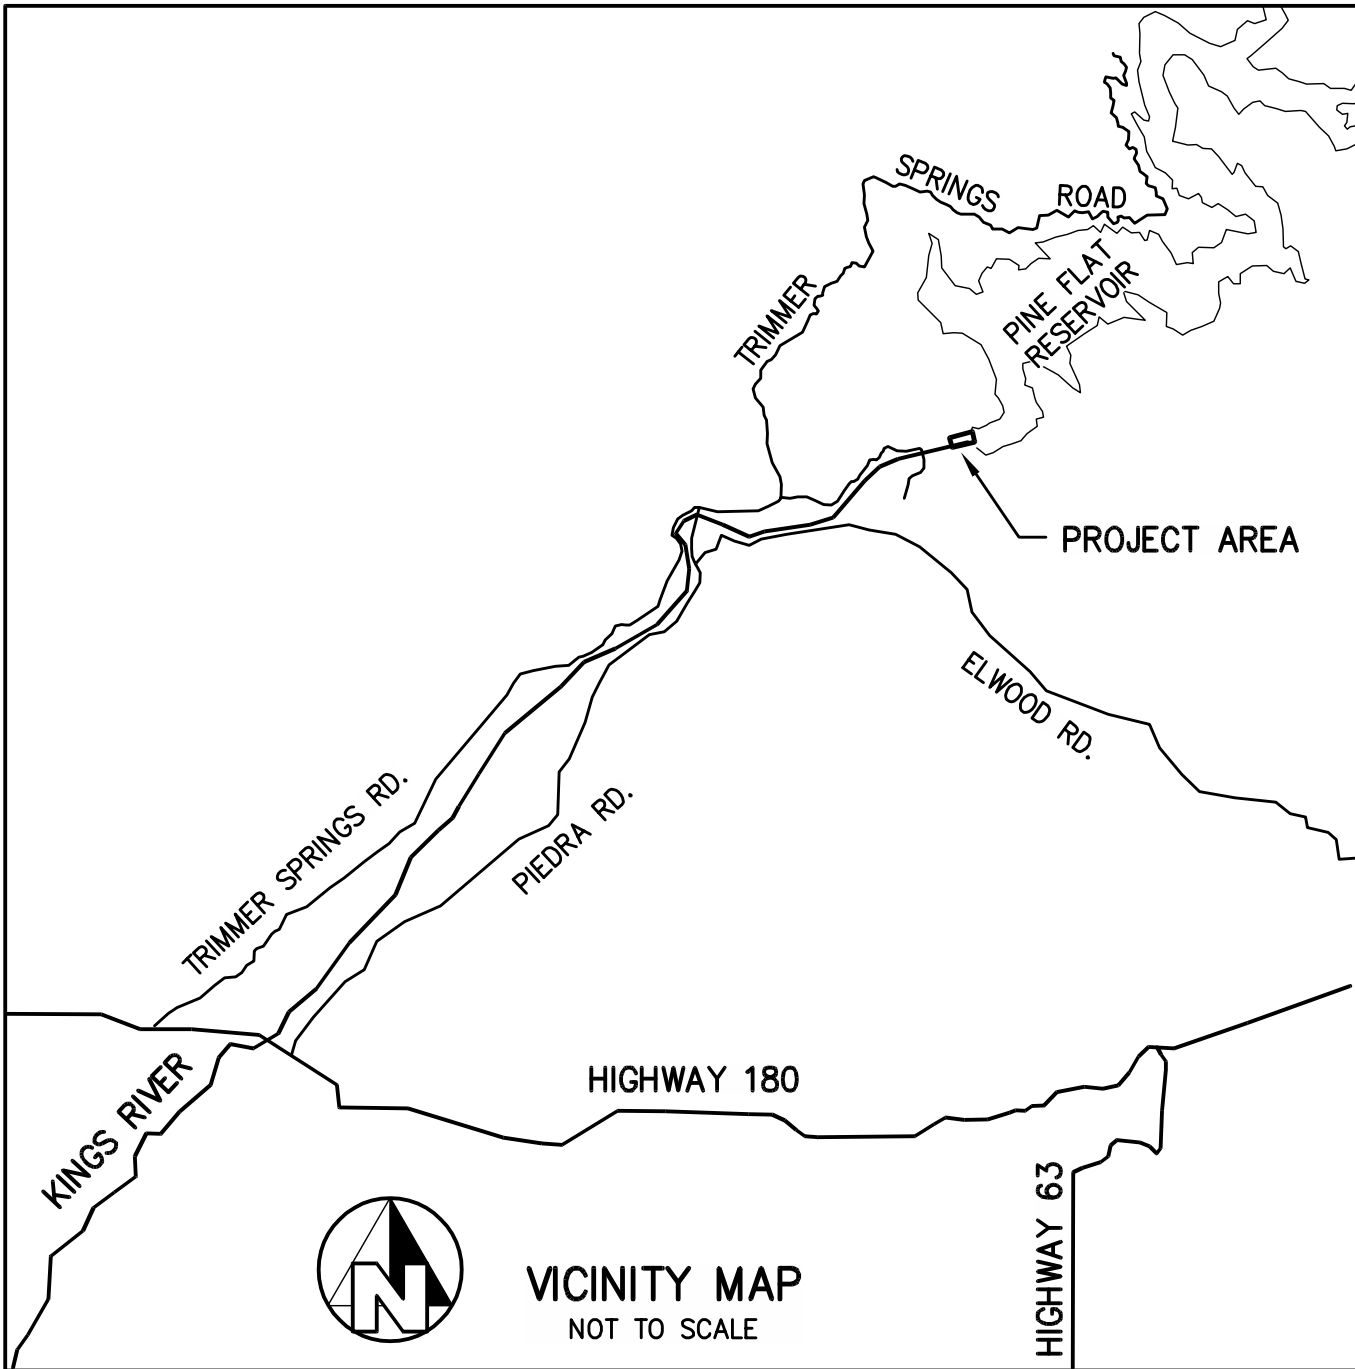 SPRINGS
ROAD
TRIMMER
PINE FLAT
RESERVOIR
PROJECT AREA
ELWOOD RD.
TRIMMER SPRINGS RD.
PIEDRA RD.
KINGS RIVER
HIGHWAY 180
HIGHWAY 63
N
VICINITY MAP
NOT TO SCALE